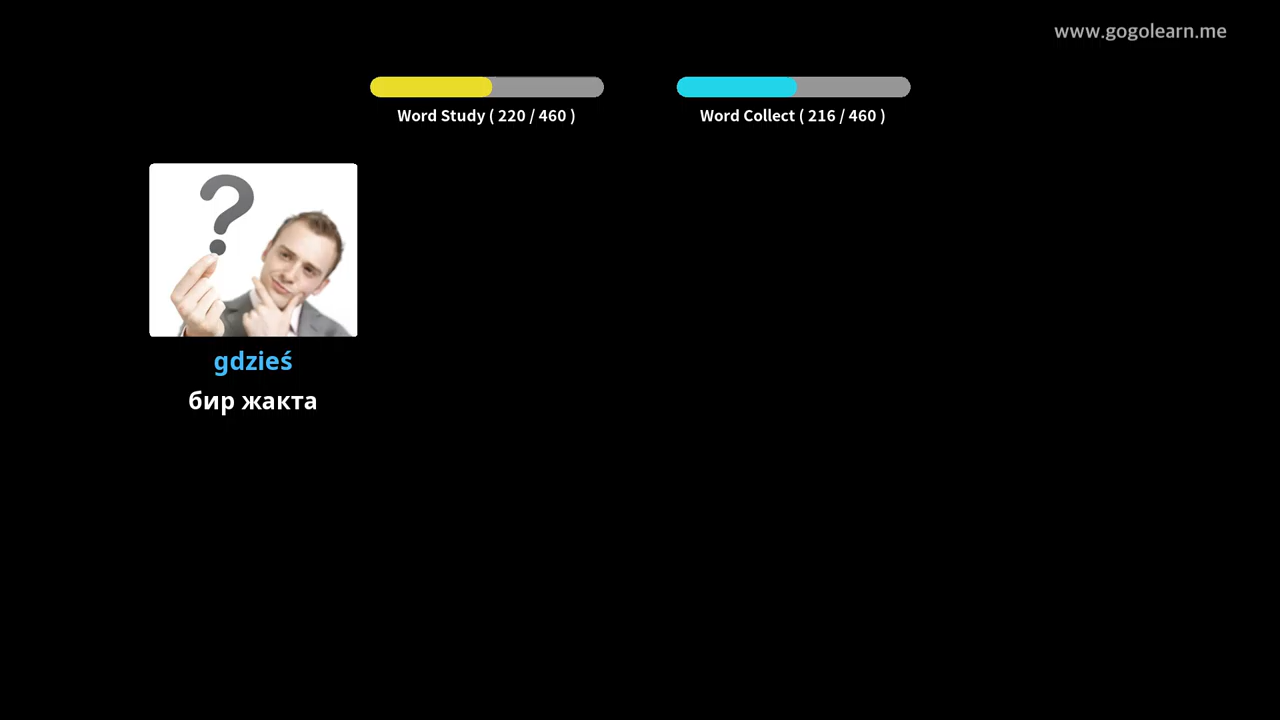 www.gogolearn.me
Word Study ( 220 / 460 )
Word Collect ( 216 / 460 )
gdzieś
бир жакта